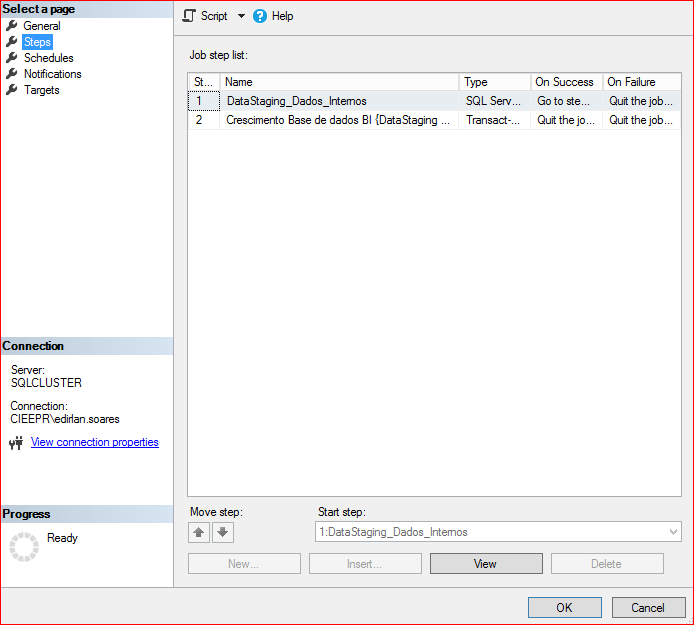 Select a page
General
Steps
Schedules
Notifications
Targets
Connection
Server:
SQLCLUSTER
Connection:
CIEEPR\edirlan.soares
View connection properties
Progress
Ready
Script
Help
Job step list:
St... Name Type On Success On Failure
1 DataStaging_Dados_Internos SQL Serv... Go to ste... Quit the job...
2 Crescimento Base de dados BI {DataStaging ... Transact-... Quit the jo... Quit the job...
Move step:
Start step:
1:DataStaging_Dados_Internos
New... Insert... View Delete
OK Cancel